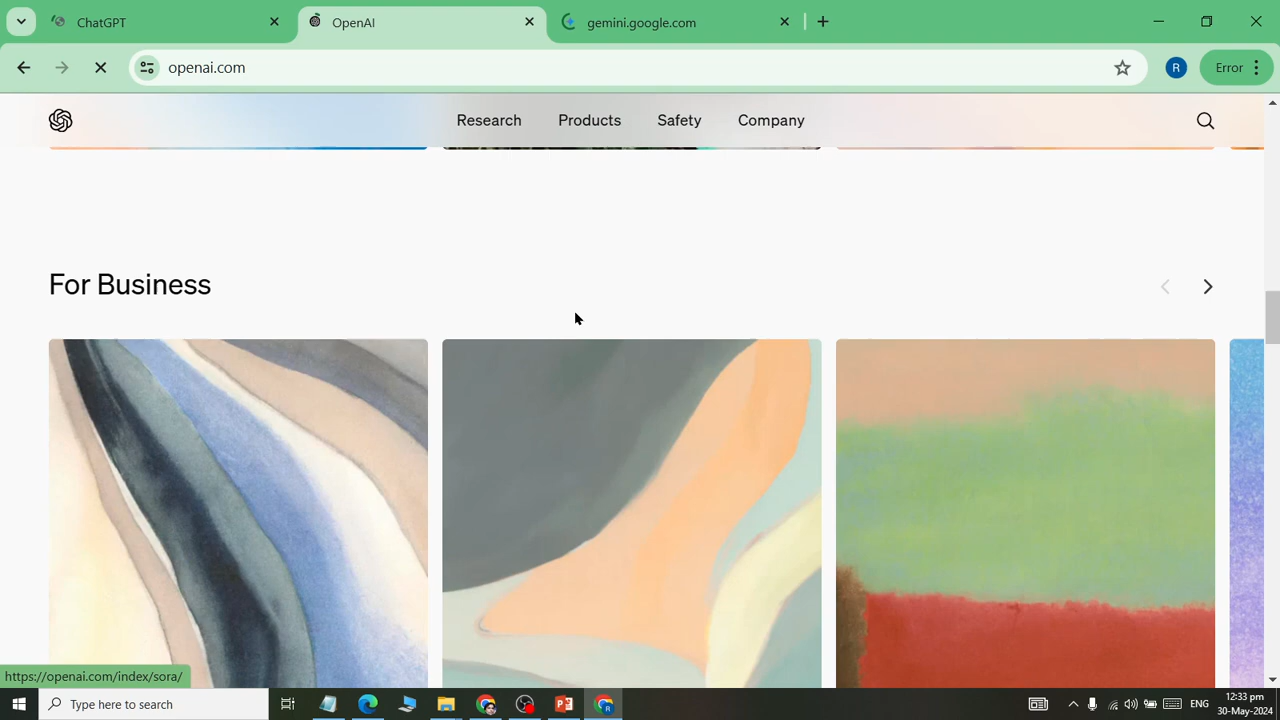 ChatGPT
OpenAI
gemini.google.com
openai.com
R
Error
Research
Products
Safety
Company
For Business
https://openai.com/index/sora/
Type here to search
ENG
12:33 pm
30-May-2024